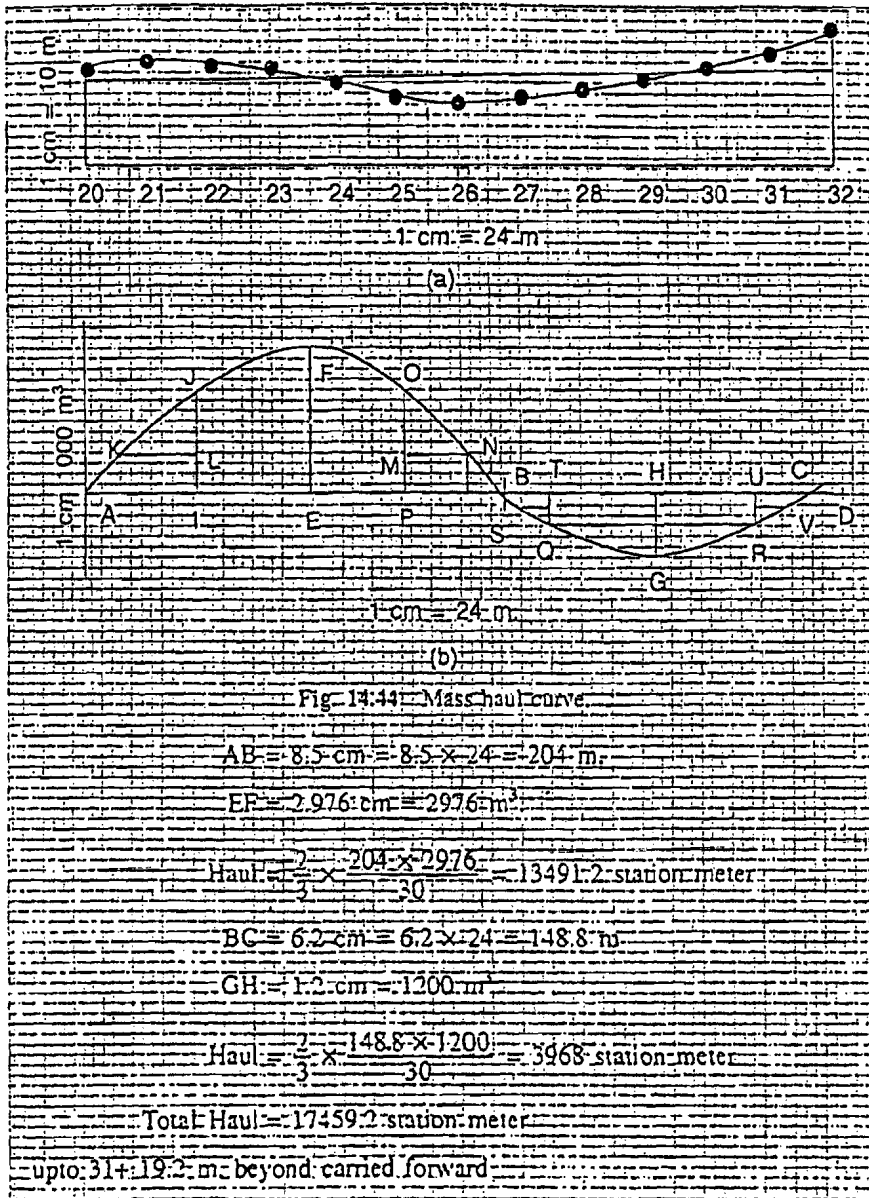 1 cm = 10 m
20 21 22 23 24 25 26 27 28 29 30 31 32
1 cm = 24 m
(a)
1 cm 1000 m³
J F O
K L M N
B T H U C
A I E P S Q G R V D
1 cm = 24 m
(b)
Fig. 14.44 Mass haul curve.
AB = 8.5 cm = 8.5 × 24 = 204 m.
EF = 2.976 cm = 2976 m³
Haul = 2/3 × (204 × 2976)/30 = 13491.2 station meter
BC = 6.2 cm = 6.2 × 24 = 148.8 m
GH = 1.2 cm = 1200 m³
Haul = 2/3 × (148.8 × 1200)/30 = 3968 station meter
Total Haul = 17459.2 station meter
upto 31 + 19.2 m beyond carried forward